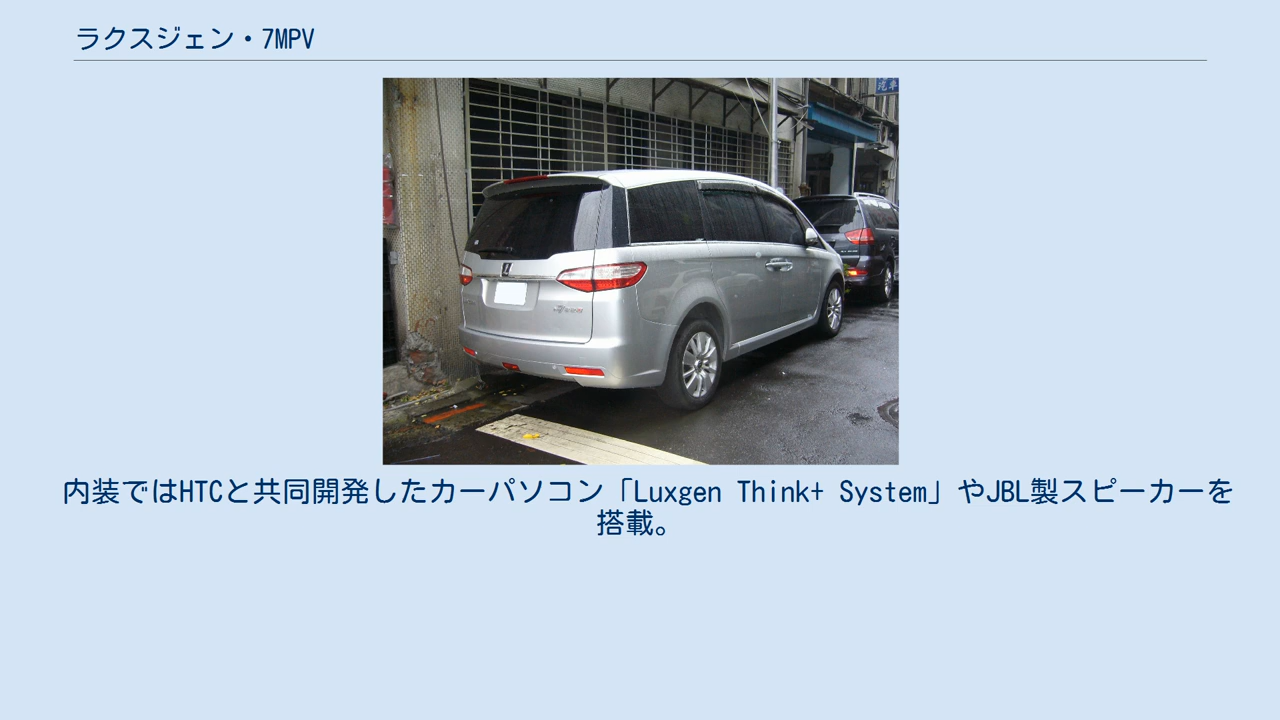 ラクスジェン・7MPV
汽車
内装ではHTCと共同開発したカーパソコン「Luxgen Think+ System」やJBL製スピーカーを
搭載。